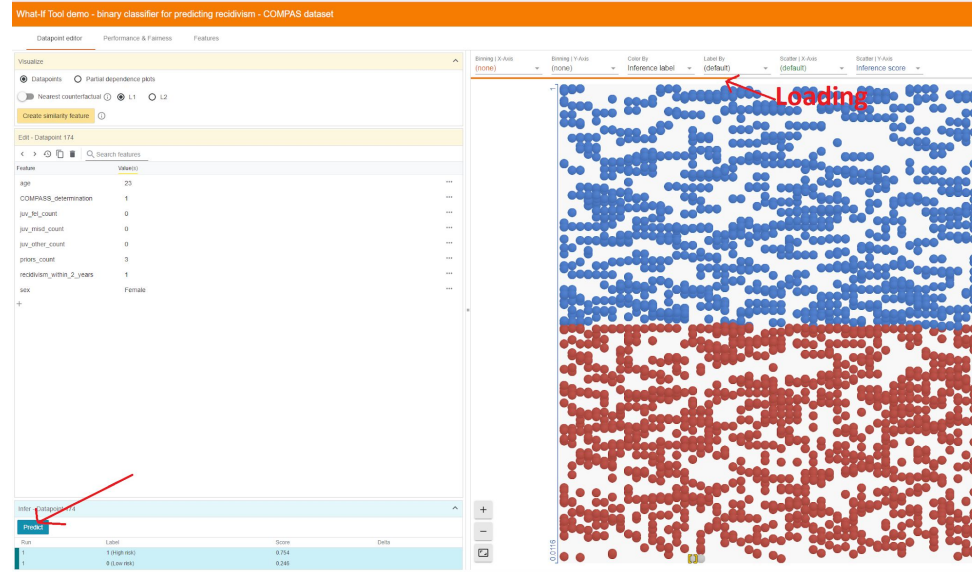 What-If Tool demo - binary classifier for predicting recidivism - COMPAS dataset
Datapoint editor Performance & Fairness Features
Visualize
Datapoints Partial dependence plots
Nearest counterfactual L1 L2
Create similarity feature
Edit - Datapoint 174
Search features
Feature Value(s)
age 23
COMPASS_determination 1
juv_fel_count 0
juv_misd_count 0
juv_other_count 0
priors_count 3
recidivism_within_2_years 1
sex Female
Infer - Datapoint 174
Predict
Run Label Score Delta
1 1 (High risk) 0.754
1 0 (Low risk) 0.246
Binning | X-Axis Binning | Y-Axis Color By Label By Scatter | X-Axis Scatter | Y-Axis
(none) (none) Inference label (default) (default) Inference score
Loading
0.0116